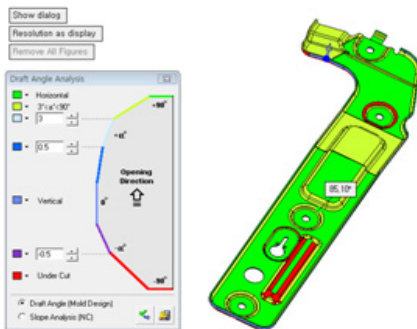 Show dialog
Resolution as display
Remove All Figures
Draft Angle Analysis
Horizontal
3°<a°<90°
3
0.5
Vertical
-0.5
Under Cut
+90°
+α°
Opening
Direction
0°
-α°
-90°
Draft Angle (Mold Design)
Slope Analysis (NC)
85,10°